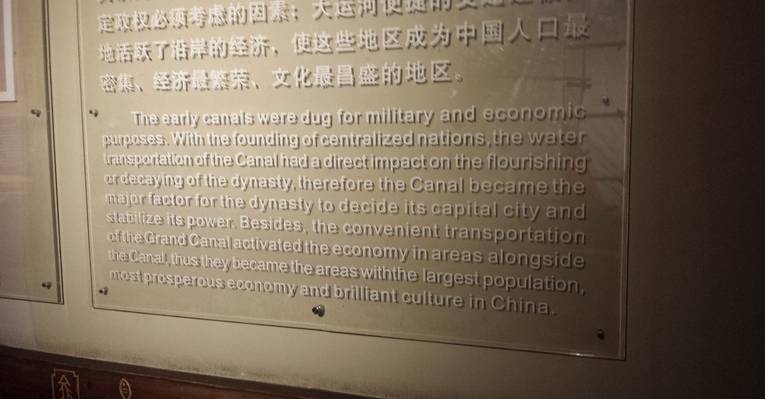 定政权必须考虑的因素；大运河便捷的交通
地活跃了沿岸的经济，使这些地区成为中国人口最
密集、经济最繁荣、文化最昌盛的地区。
The early canals were dug for military and economic
purposes. With the founding of centralized nations, the water
transportation of the Canal had a direct impact on the flourishing
or decaying of the dynasty, therefore the Canal became the
major factor for the dynasty to decide its capital city and
stabilize its power. Besides, the convenient transportation
of the Grand Canal activated the economy in areas alongside
the Canal, thus they became the areas withthe largest population,
most prosperous economy and brilliant culture in China.